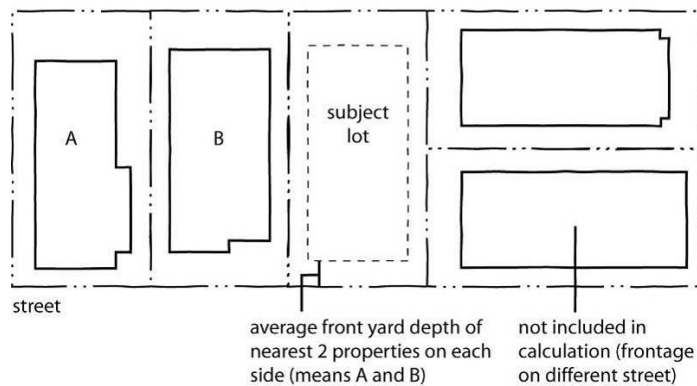 A
B
subject
lot
street
average front yard depth of
nearest 2 properties on each
side (means A and B)
not included in
calculation (frontage
on different street)